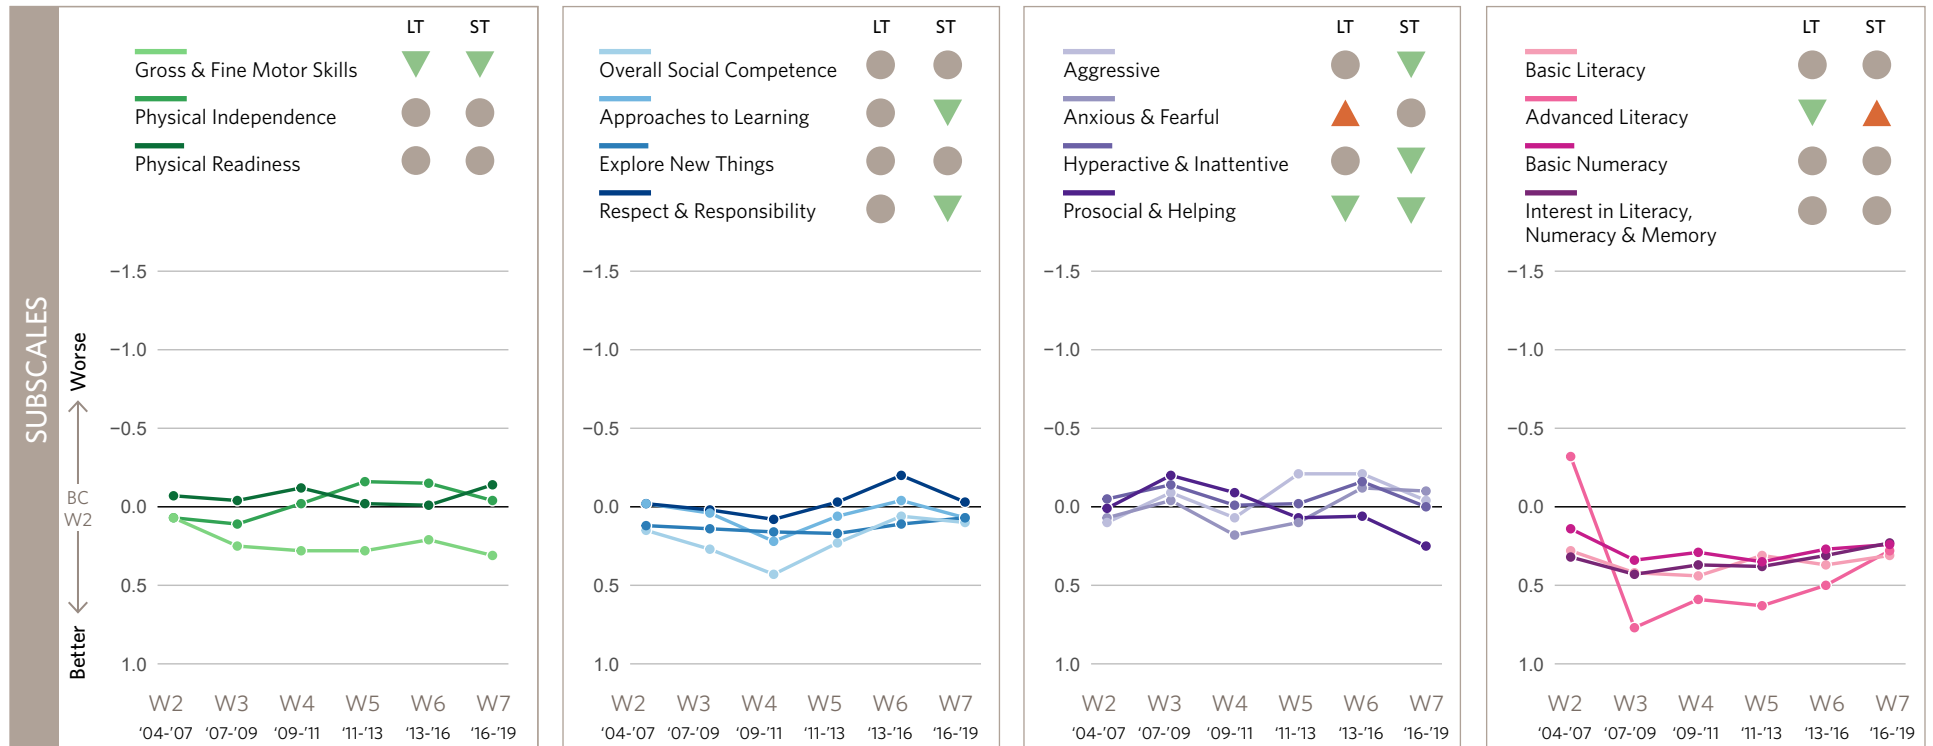 SUBSCALES
Worse
BC
W2
Better
LT ST
Gross & Fine Motor Skills
Physical Independence
Physical Readiness
−1.5
−1.0
−0.5
0.0
0.5
1.0
W2 W3 W4 W5 W6 W7
‘04-’07 ‘07-’09 ‘09-’11 ‘11-’13 ‘13-’16 ‘16-’19
LT ST
Overall Social Competence
Approaches to Learning
Explore New Things
Respect & Responsibility
−1.5
−1.0
−0.5
0.0
0.5
1.0
W2 W3 W4 W5 W6 W7
‘04-’07 ‘07-’09 ‘09-’11 ‘11-’13 ‘13-’16 ‘16-’19
LT ST
Aggressive
Anxious & Fearful
Hyperactive & Inattentive
Prosocial & Helping
−1.5
−1.0
−0.5
0.0
0.5
1.0
W2 W3 W4 W5 W6 W7
‘04-’07 ‘07-’09 ‘09-’11 ‘11-’13 ‘13-’16 ‘16-’19
LT ST
Basic Literacy
Advanced Literacy
Basic Numeracy
Interest in Literacy,
Numeracy & Memory
−1.5
−1.0
−0.5
0.0
0.5
1.0
W2 W3 W4 W5 W6 W7
‘04-’07 ‘07-’09 ‘09-’11 ‘11-’13 ‘13-’16 ‘16-’19